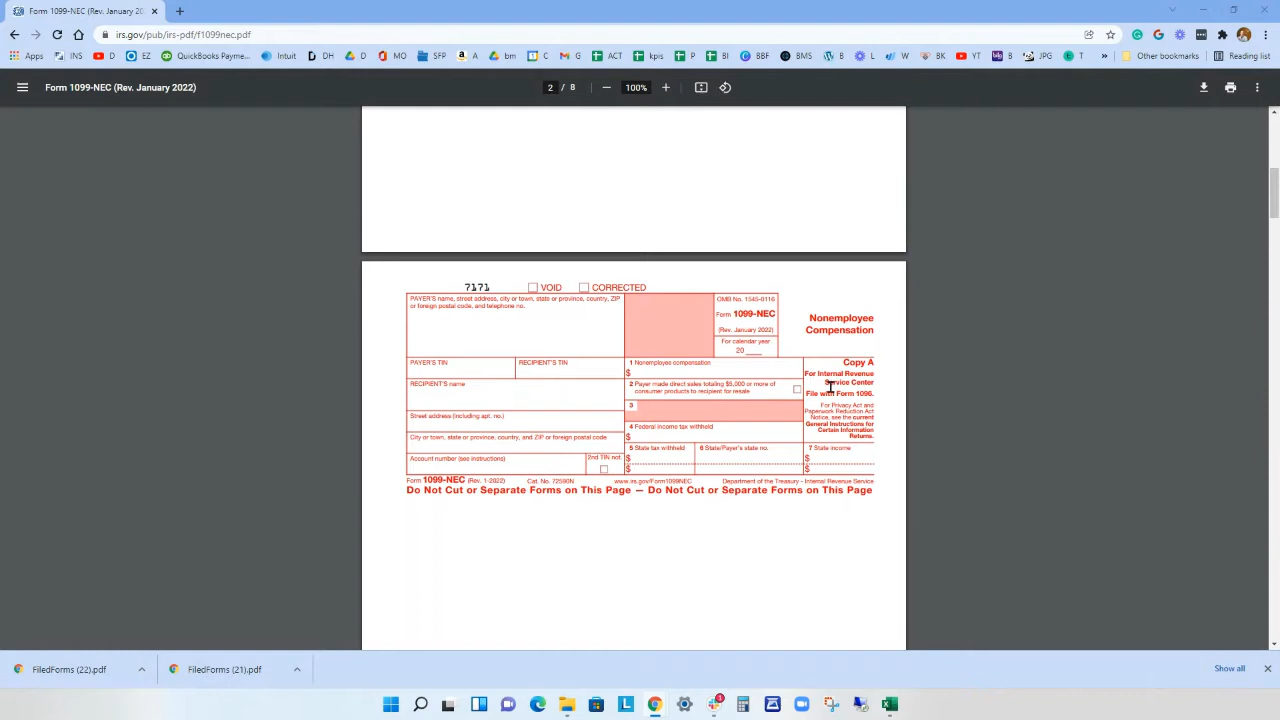 Form 1099-NEC (Rev. January 20
irs.gov/pub/irs-pdf/f1099nec.pdf
D EZ QuickBooks Payme... Intuit DH D MO SFP bm C G ACT kpis BI BBF BMS W BK YT Bb B JPG » Other bookmarks Reading list
Form 1099-NEC (Rev. January 2022)
2 / 8
100%
7171
VOID
CORRECTED
PAYER'S name, street address, city or town, state or province, country, ZIP
or foreign postal code, and telephone no.
OMB No. 1545-0116
Form 1099-NEC
(Rev. January 2022)
For calendar year
20 ____
Nonemployee
Compensation
PAYER'S TIN
RECIPIENT'S TIN
1 Nonemployee compensation
$
Copy A
For Internal Revenue
Service Center
File with Form 1096.
RECIPIENT'S name
2 Payer made direct sales totaling $5,000 or more of
consumer products to recipient for resale
3
For Privacy Act and
Paperwork Reduction Act
Notice, see the current
General Instructions for
Certain Information
Returns.
Street address (including apt. no.)
4 Federal income tax withheld
$
City or town, state or province, country, and ZIP or foreign postal code
5 State tax withheld
$
$
6 State/Payer's state no.
7 State income
$
$
Account number (see instructions)
2nd TIN not.
Form 1099-NEC (Rev. 1-2022)
Cat. No. 72590N
www.irs.gov/Form1099NEC
Department of the Treasury - Internal Revenue Service
Do Not Cut or Separate Forms on This Page — Do Not Cut or Separate Forms on This Page
FiledForms (22).pdf
FiledForms (21).pdf
Show all
1